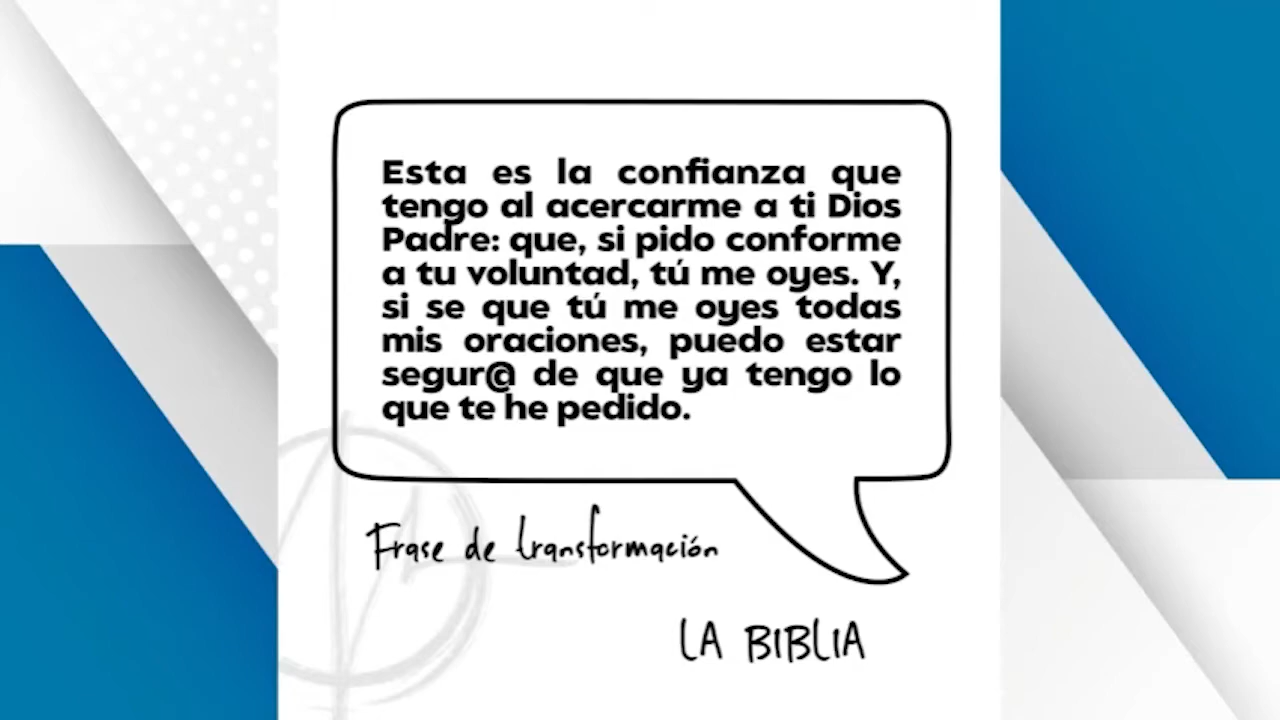 Esta es la confianza que
tengo al acercarme a ti Dios
Padre: que, si pido conforme
a tu voluntad, tú me oyes. Y,
si se que tú me oyes todas
mis oraciones, puedo estar
segur@ de que ya tengo lo
que te he pedido.
Frase de transformación
LA BIBLIA